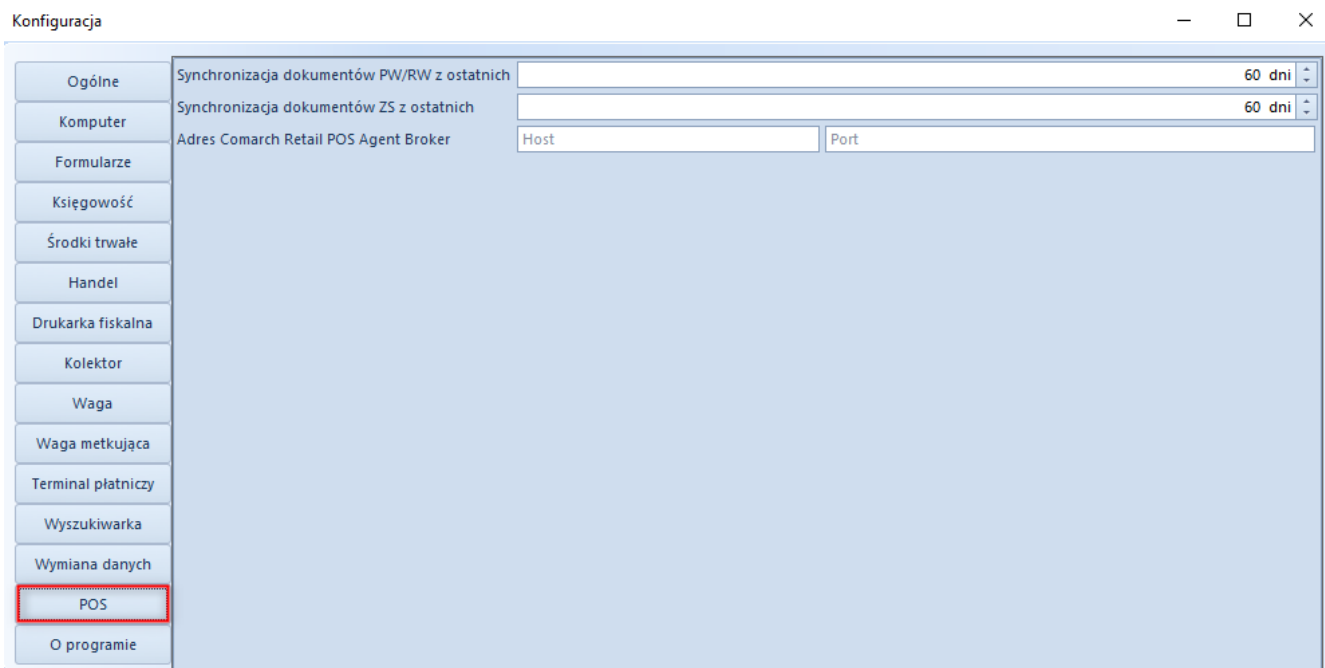 Konfiguracja
Ogólne
Komputer
Formularze
Księgowość
Środki trwałe
Handel
Drukarka fiskalna
Kolektor
Waga
Waga metkująca
Terminal płatniczy
Wyszukiwarka
Wymiana danych
POS
O programie
Synchronizacja dokumentów PW/RW z ostatnich 60 dni
Synchronizacja dokumentów ZS z ostatnich 60 dni
Adres Comarch Retail POS Agent Broker Host Port